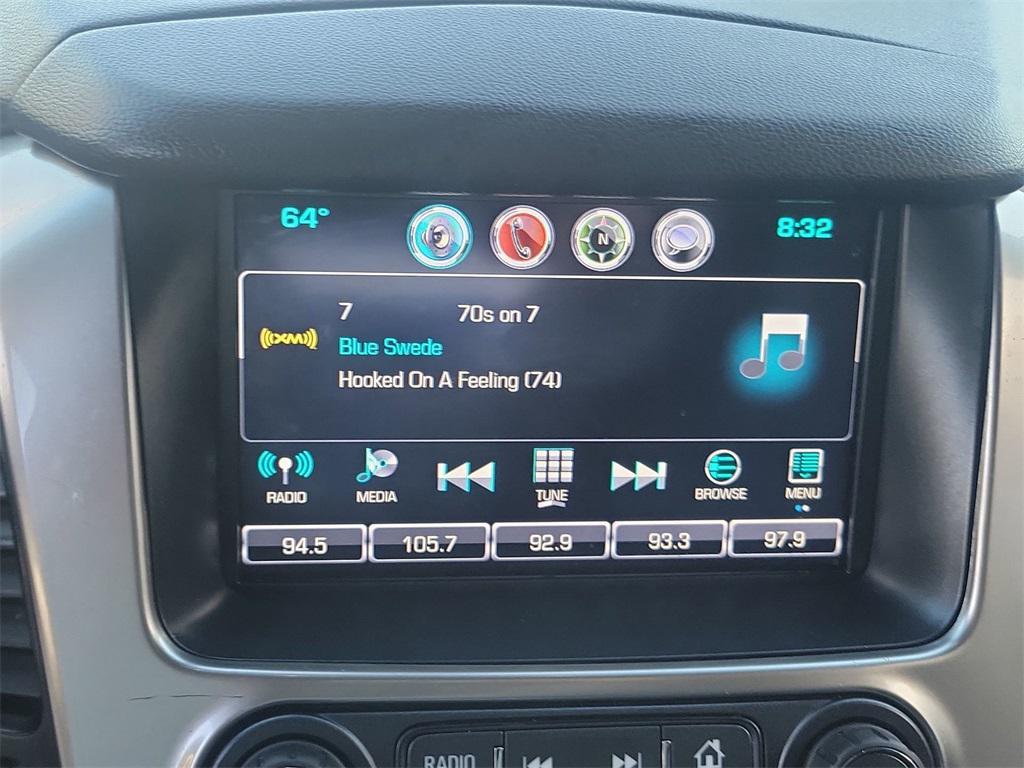 64° N 8:32
7 70s on 7
((XM))
Blue Swede
Hooked On A Feeling (74)
RADIO MEDIA TUNE BROWSE MENU
94.5 105.7 92.9 93.3 97.9
RADIO